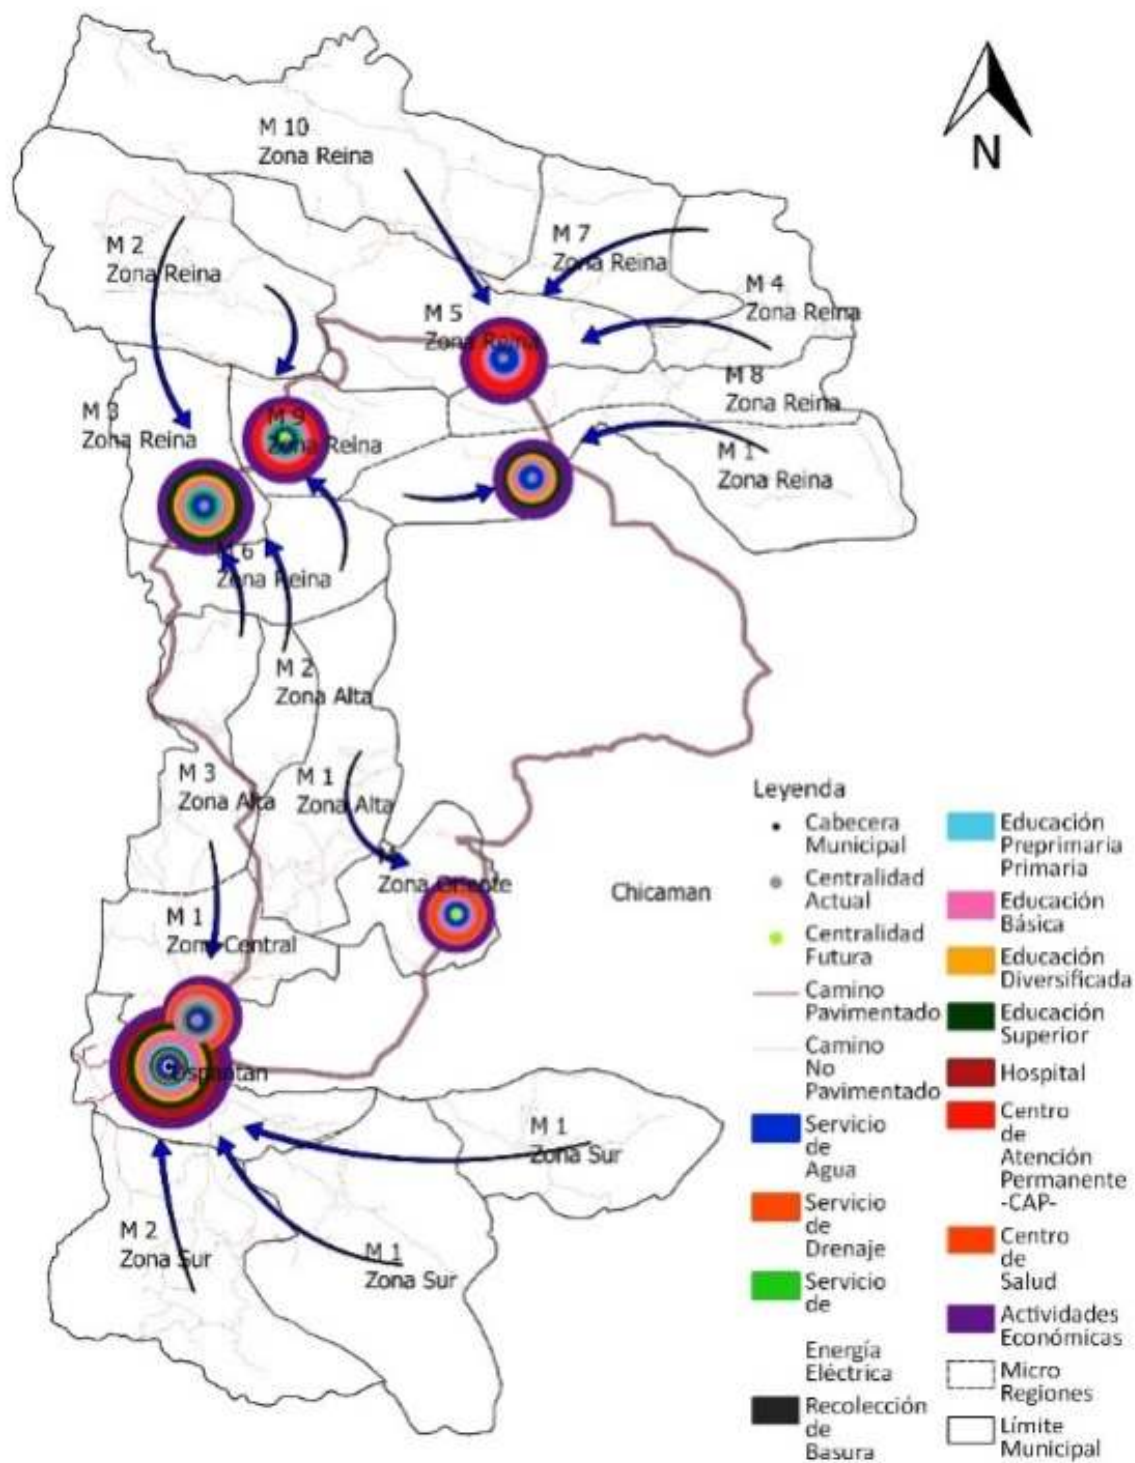 N
M 10
Zona Reina
M 2
Zona Reina
M 7
Zona Reina
M 4
Zona Reina
M 5
Zona Reina
M 8
Zona Reina
M 3
Zona Reina
M 9
Zona Reina
M 1
Zona Reina
M 6
Zona Reina
M 2
Zona Alta
M 3
Zona Alta
M 1
Zona Alta
Zona Oriente
Chicaman
M 1
Zona Central
Uspantan
M 1
Zona Sur
M 2
Zona Sur
M 1
Zona Sur
Leyenda
Cabecera
Municipal
Centralidad
Actual
Centralidad
Futura
Camino
Pavimentado
Camino
No
Pavimentado
Servicio
de
Agua
Servicio
de
Drenaje
Servicio
de
Energía
Eléctrica
Recolección
de
Basura
Educación
Preprimaria
Primaria
Educación
Básica
Educación
Diversificada
Educación
Superior
Hospital
Centro
de
Atención
Permanente
-CAP-
Centro
de
Salud
Actividades
Económicas
Micro
Regiones
Límite
Municipal